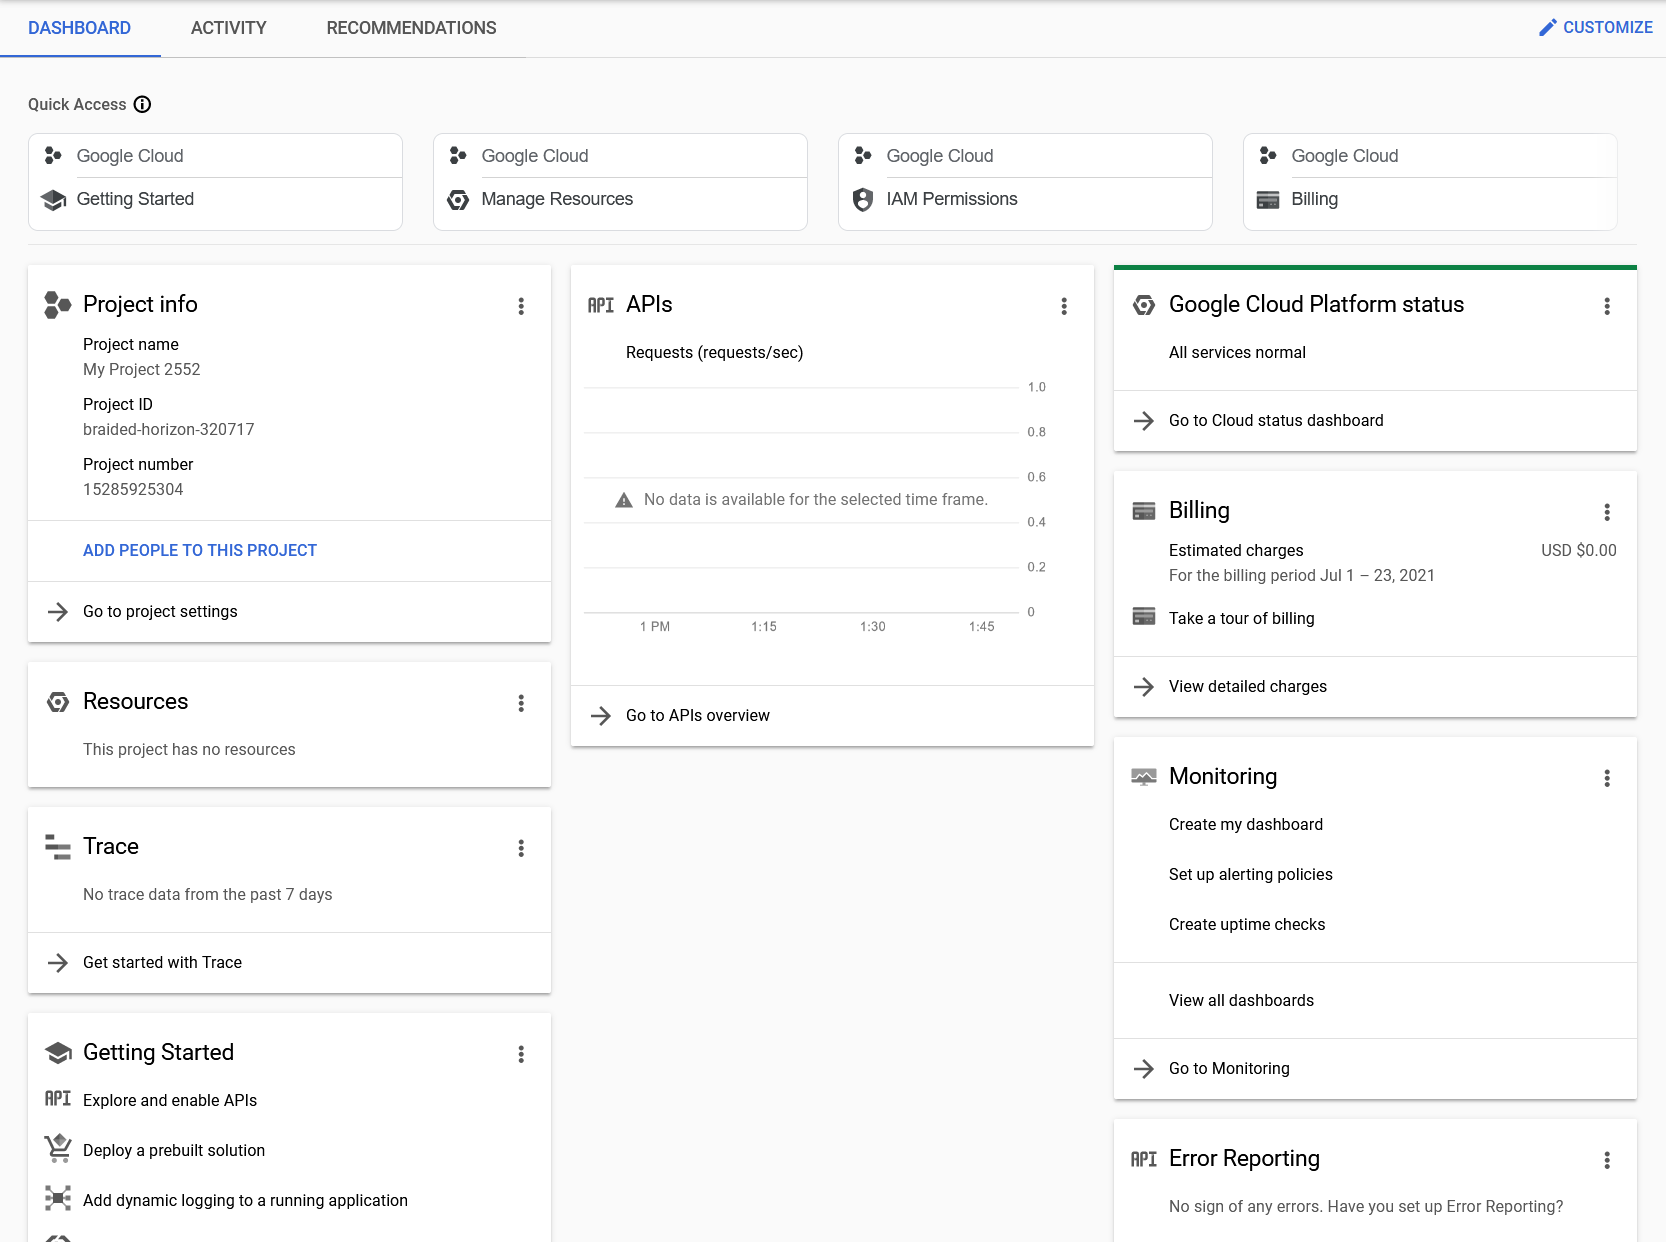 DASHBOARD
ACTIVITY
RECOMMENDATIONS
CUSTOMIZE
Quick Access
Google Cloud
Getting Started
Google Cloud
Manage Resources
Google Cloud
IAM Permissions
Google Cloud
Billing
Project info
Project name
My Project 2552
Project ID
braided-horizon-320717
Project number
15285925304
ADD PEOPLE TO THIS PROJECT
Go to project settings
Resources
This project has no resources
Trace
No trace data from the past 7 days
Get started with Trace
Getting Started
API Explore and enable APIs
Deploy a prebuilt solution
Add dynamic logging to a running application
API APIs
Requests (requests/sec)
1.0
0.8
0.6
No data is available for the selected time frame.
0.4
0.2
0
1 PM 1:15 1:30 1:45
Go to APIs overview
Google Cloud Platform status
All services normal
Go to Cloud status dashboard
Billing
Estimated charges USD $0.00
For the billing period Jul 1 – 23, 2021
Take a tour of billing
View detailed charges
Monitoring
Create my dashboard
Set up alerting policies
Create uptime checks
View all dashboards
Go to Monitoring
API Error Reporting
No sign of any errors. Have you set up Error Reporting?